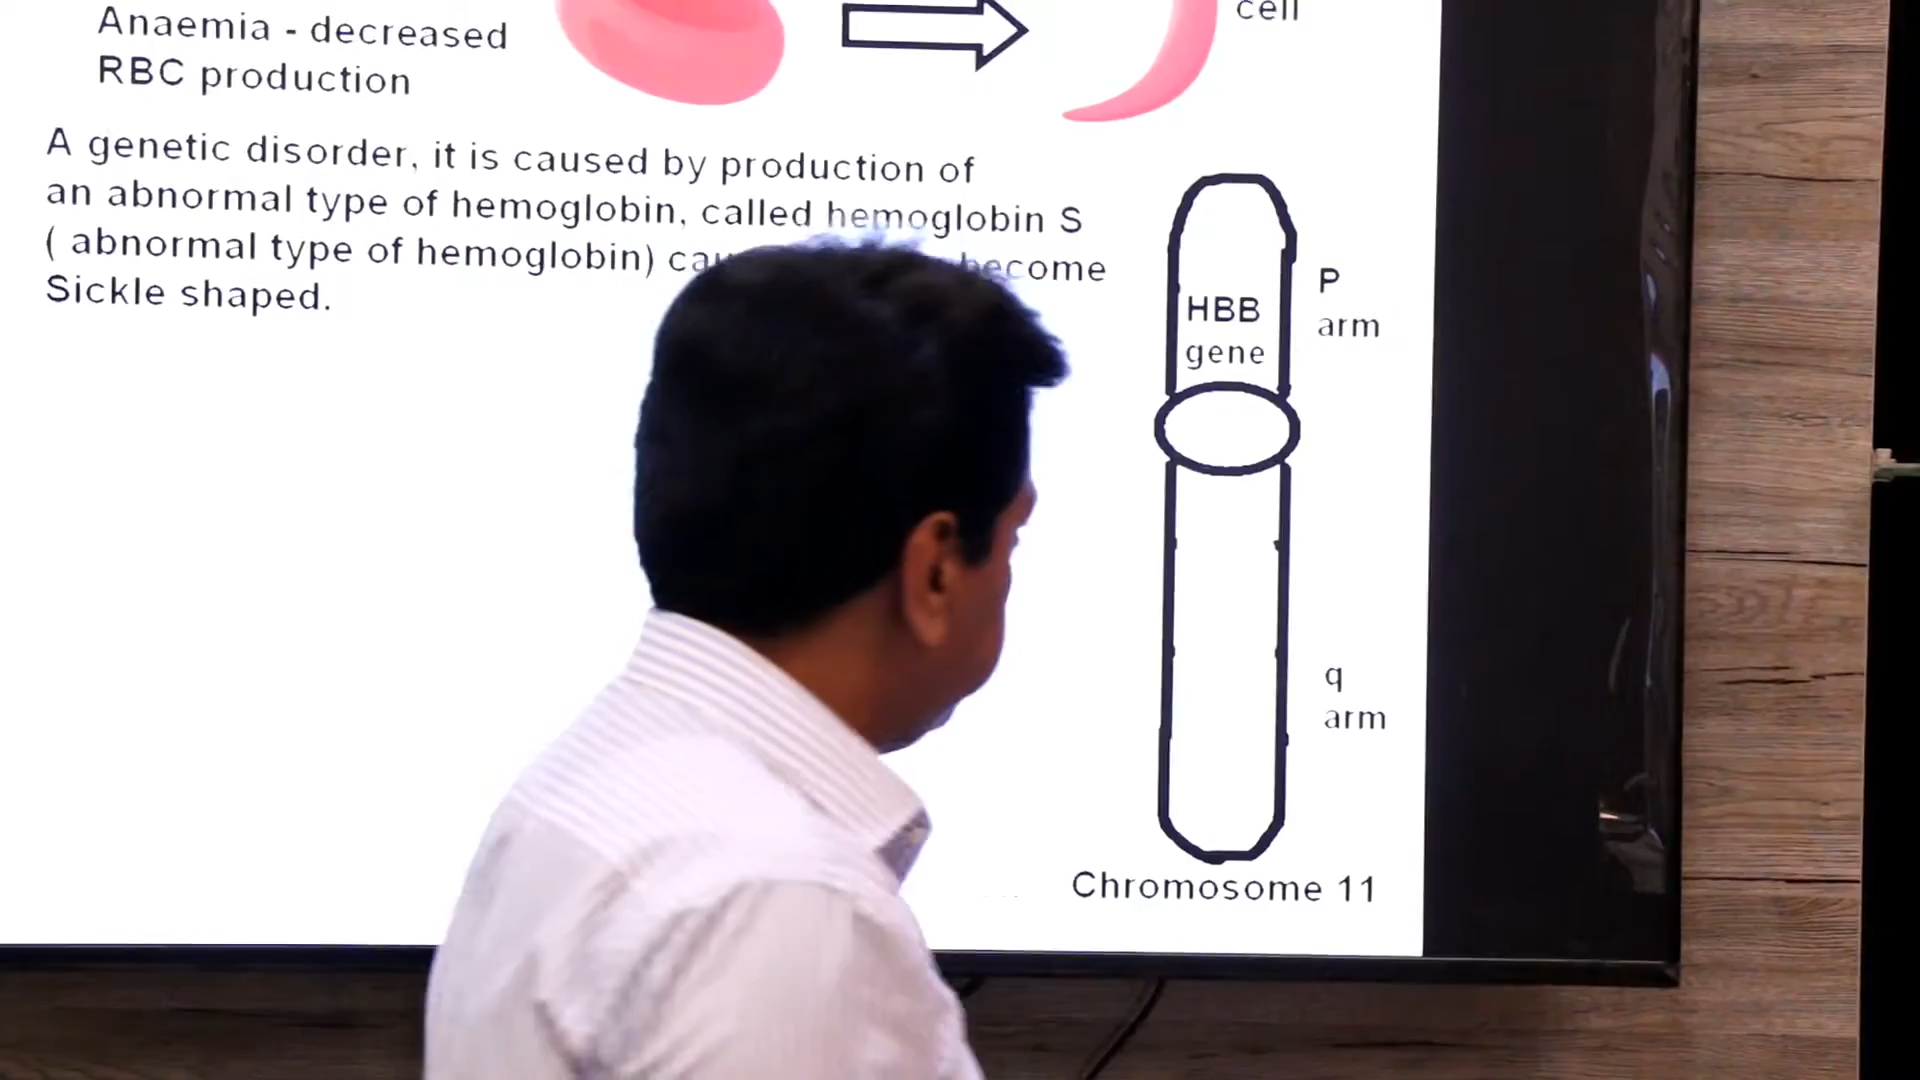 Anaemia - decreased
RBC production
cell
A genetic disorder, it is caused by production of
an abnormal type of hemoglobin, called hemoglobin S
( abnormal type of hemoglobin) become
Sickle shaped.
P
arm
HBB
gene
q
arm
Chromosome 11